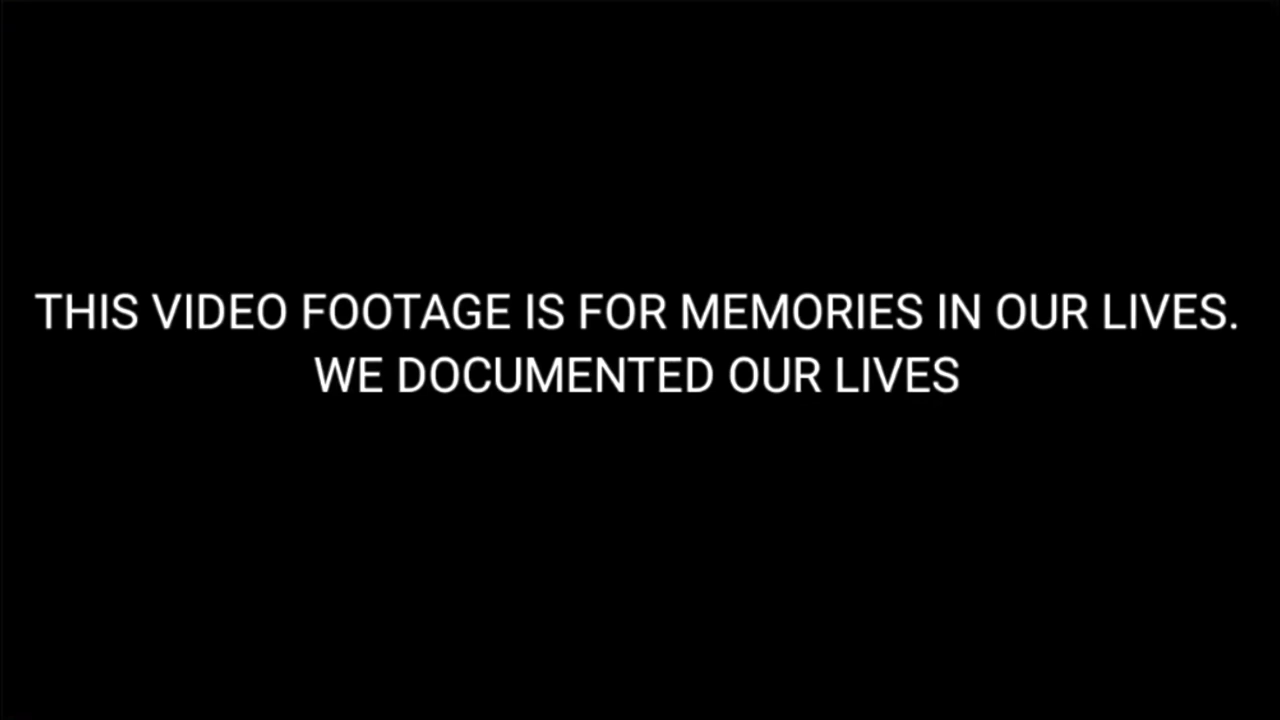 THIS VIDEO FOOTAGE IS FOR MEMORIES IN OUR LIVES.
WE DOCUMENTED OUR LIVES